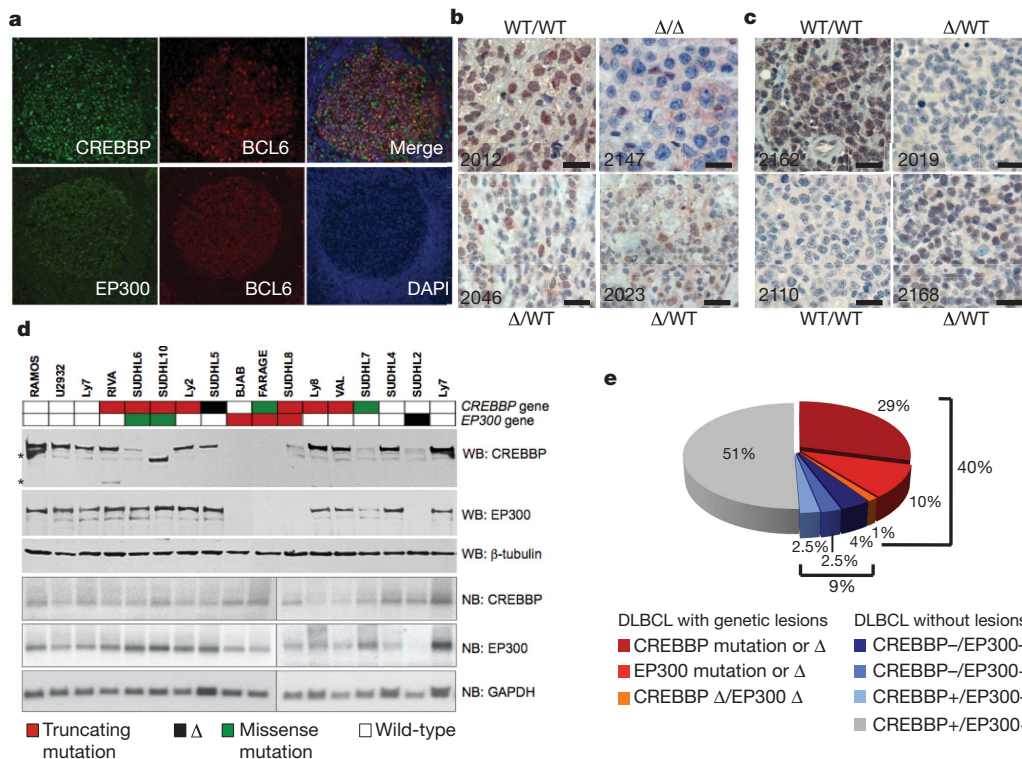 a
CREBBP
BCL6
Merge
EP300
BCL6
DAPI
b
WT/WT
Δ/Δ
2012
2147
2046
2023
Δ/WT
Δ/WT
c
WT/WT
Δ/WT
2162
2019
2110
2168
WT/WT
Δ/WT
d
RAMOS
U2932
Ly7
RIVA
SUDHL6
SUDHL10
Ly2
SUDHL5
BJAB
FARAGE
SUDHL8
Ly8
VAL
SUDHL7
SUDHL4
SUDHL2
Ly7
CREBBP gene
EP300 gene
*
WB: CREBBP
*
WB: EP300
WB: β-tubulin
NB: CREBBP
NB: EP300
NB: GAPDH
Truncating mutation
Δ
Missense mutation
Wild-type
e
29%
51%
40%
10%
1%
4%
2.5%
2.5%
9%
DLBCL with genetic lesions
CREBBP mutation or Δ
EP300 mutation or Δ
CREBBP Δ/EP300 Δ
DLBCL without lesions
CREBBP–/EP300-
CREBBP–/EP300-
CREBBP+/EP300-
CREBBP+/EP300-